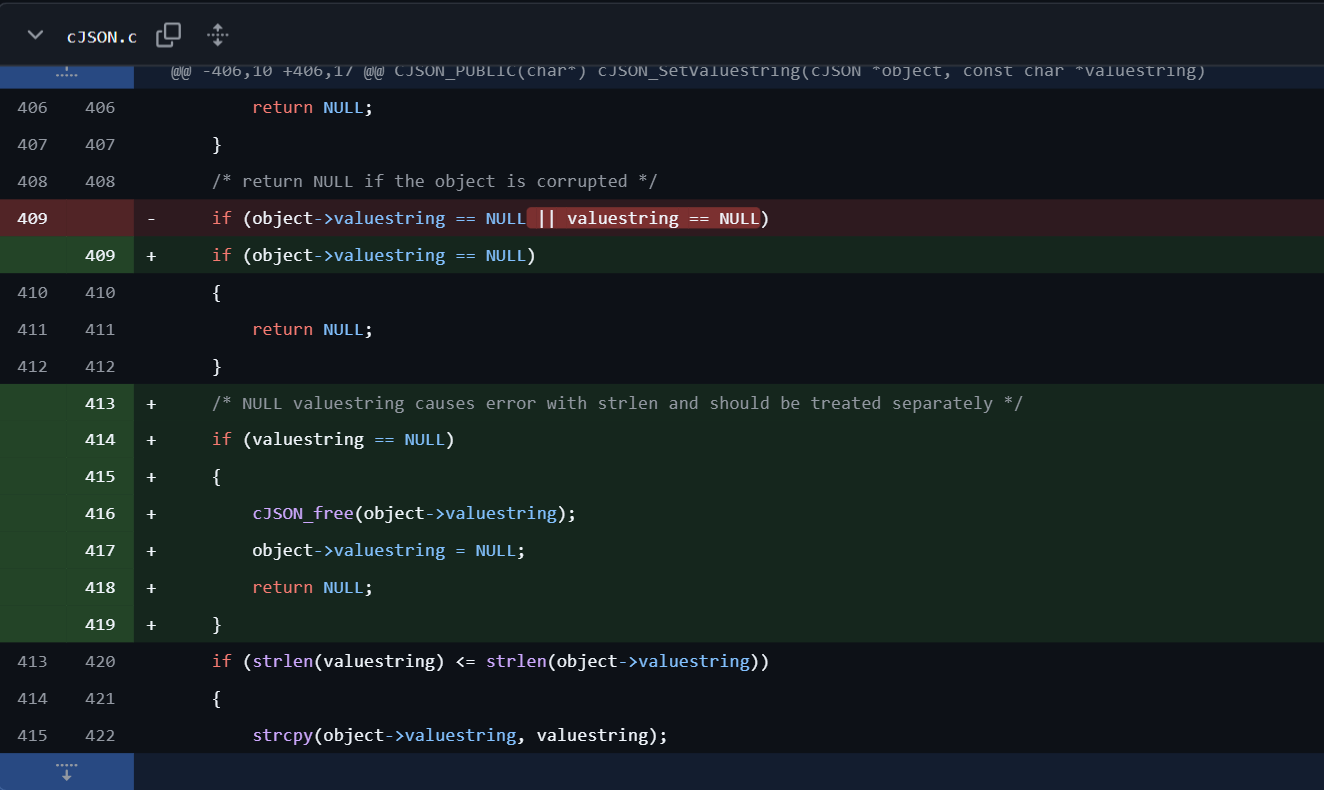 cJSON.c
@@ -406,10 +406,17 @@ CJSON_PUBLIC(char*) cJSON_SetValuestring(cJSON *object, const char *valuestring)
406 406 return NULL;
407 407 }
408 408 /* return NULL if the object is corrupted */
409 - if (object->valuestring == NULL || valuestring == NULL)
409 + if (object->valuestring == NULL)
410 410 {
411 411 return NULL;
412 412 }
413 + /* NULL valuestring causes error with strlen and should be treated separately */
414 + if (valuestring == NULL)
415 + {
416 + cJSON_free(object->valuestring);
417 + object->valuestring = NULL;
418 + return NULL;
419 + }
413 420 if (strlen(valuestring) <= strlen(object->valuestring))
414 421 {
415 422 strcpy(object->valuestring, valuestring);